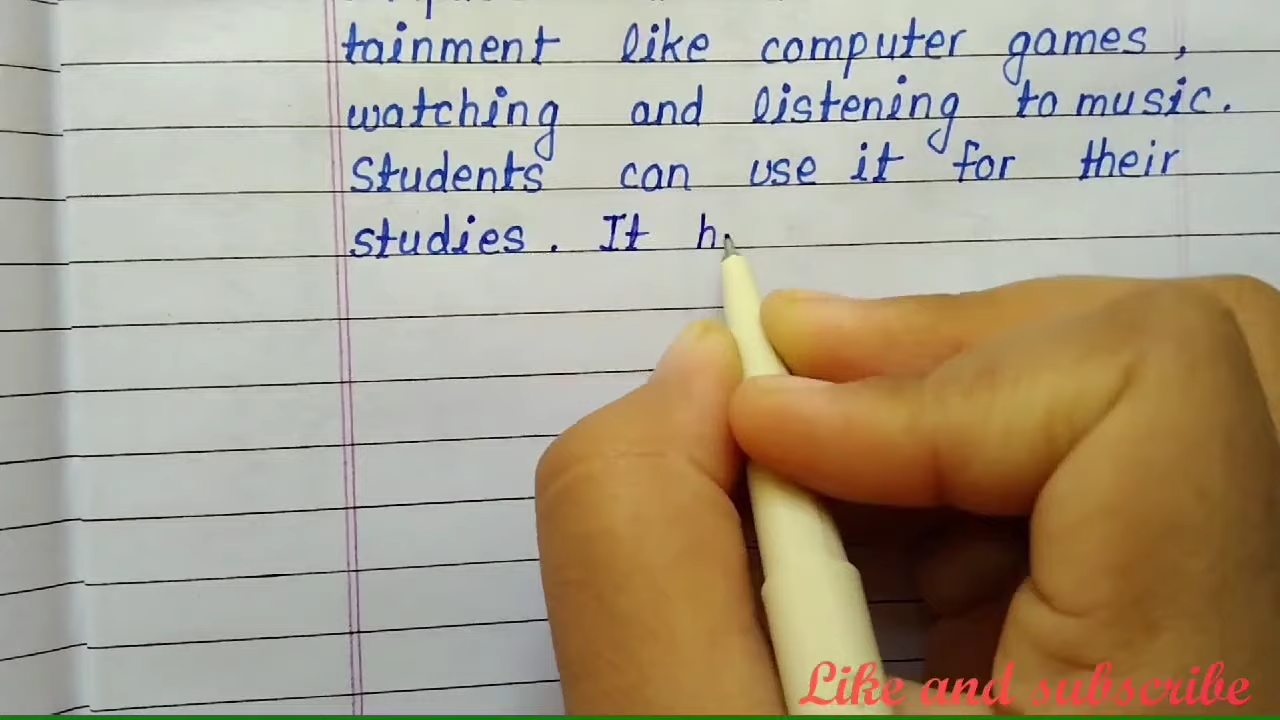 tainment like computer games,
watching and listening to music.
Students can use it for their
studies. It h
Like and subscribe